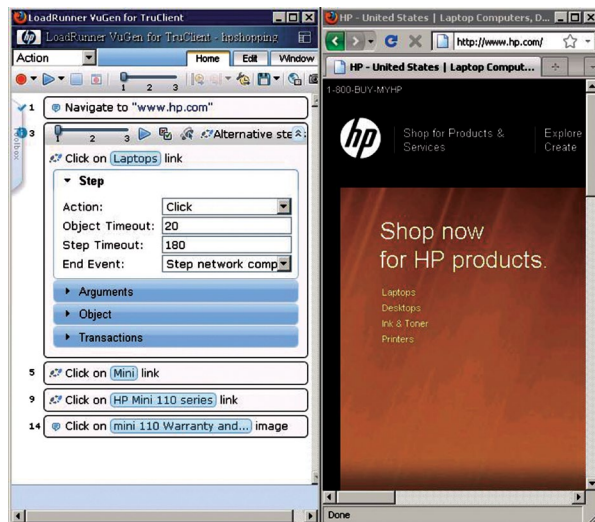 LoadRunner VuGen for TruClient
LoadRunner VuGen for TruClient - hpshopping
Action
Home Edit Window
1 2 3
1 Navigate to "www.hp.com"
Toolbox
3 1 2 3 Alternative ste
Click on Laptops link
Step
Action: Click
Object Timeout: 20
Step Timeout: 180
End Event: Step network comp
Arguments
Object
Transactions
5 Click on Mini link
9 Click on HP Mini 110 series link
14 Click on mini 110 Warranty and... image
HP - United States | Laptop Computers, D...
http://www.hp.com/
HP - United States | Laptop Comput...
1-800-BUY-MYHP
hp
Shop for Products &
Services
Explore
Create
Shop now
for HP products.
Laptops
Desktops
Ink & Toner
Printers
Done